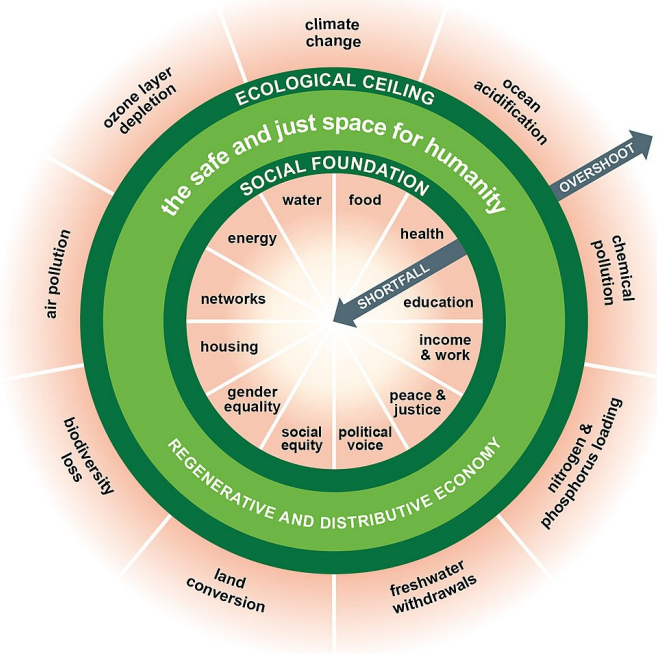 climate
change
ozone layer
depletion
ocean
acidification
ECOLOGICAL CEILING
the safe and just space for humanity
SOCIAL FOUNDATION
OVERSHOOT
water
food
energy
health
SHORTFALL
air pollution
chemical
pollution
networks
education
housing
income
& work
gender
equality
peace &
justice
social
equity
political
voice
biodiversity
loss
nitrogen &
phosphorus loading
REGENERATIVE AND DISTRIBUTIVE ECONOMY
land
conversion
freshwater
withdrawals